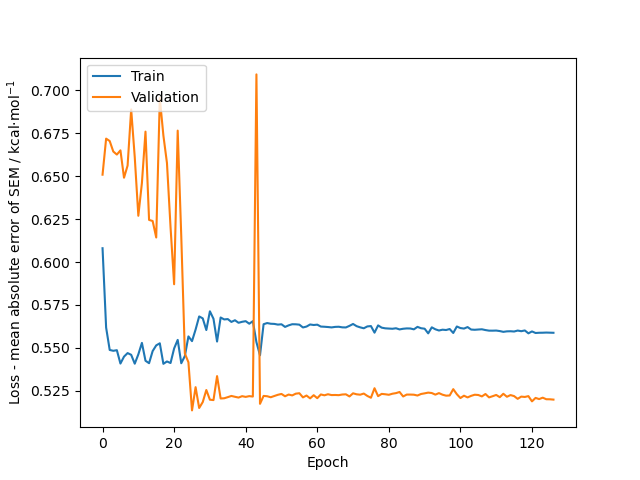 Train
Validation
0.700
0.675
0.650
0.625
0.600
0.575
0.550
0.525
Loss - mean absolute error of SEM / kcal·mol⁻¹
0 20 40 60 80 100 120
Epoch